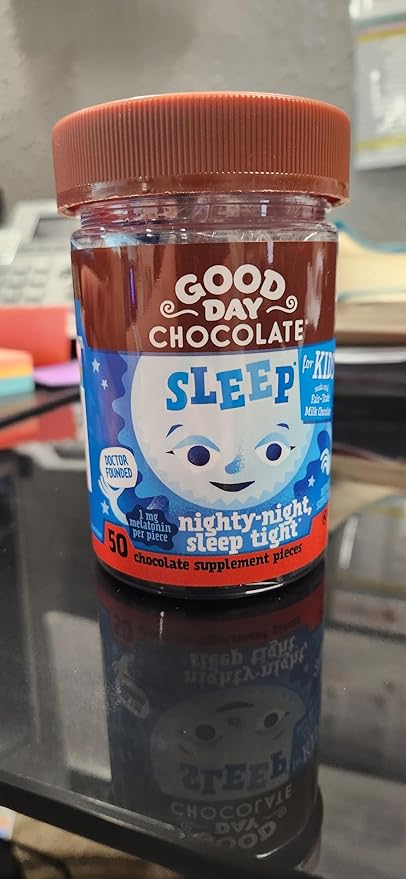 GOOD
DAY
CHOCOLATE
SLEEP
for KIDS
made with
Fair-Trade
Milk Chocolate
DOCTOR
FOUNDED
1 mg
melatonin
per piece
nighty-night,
sleep tight
50 chocolate supplement pieces